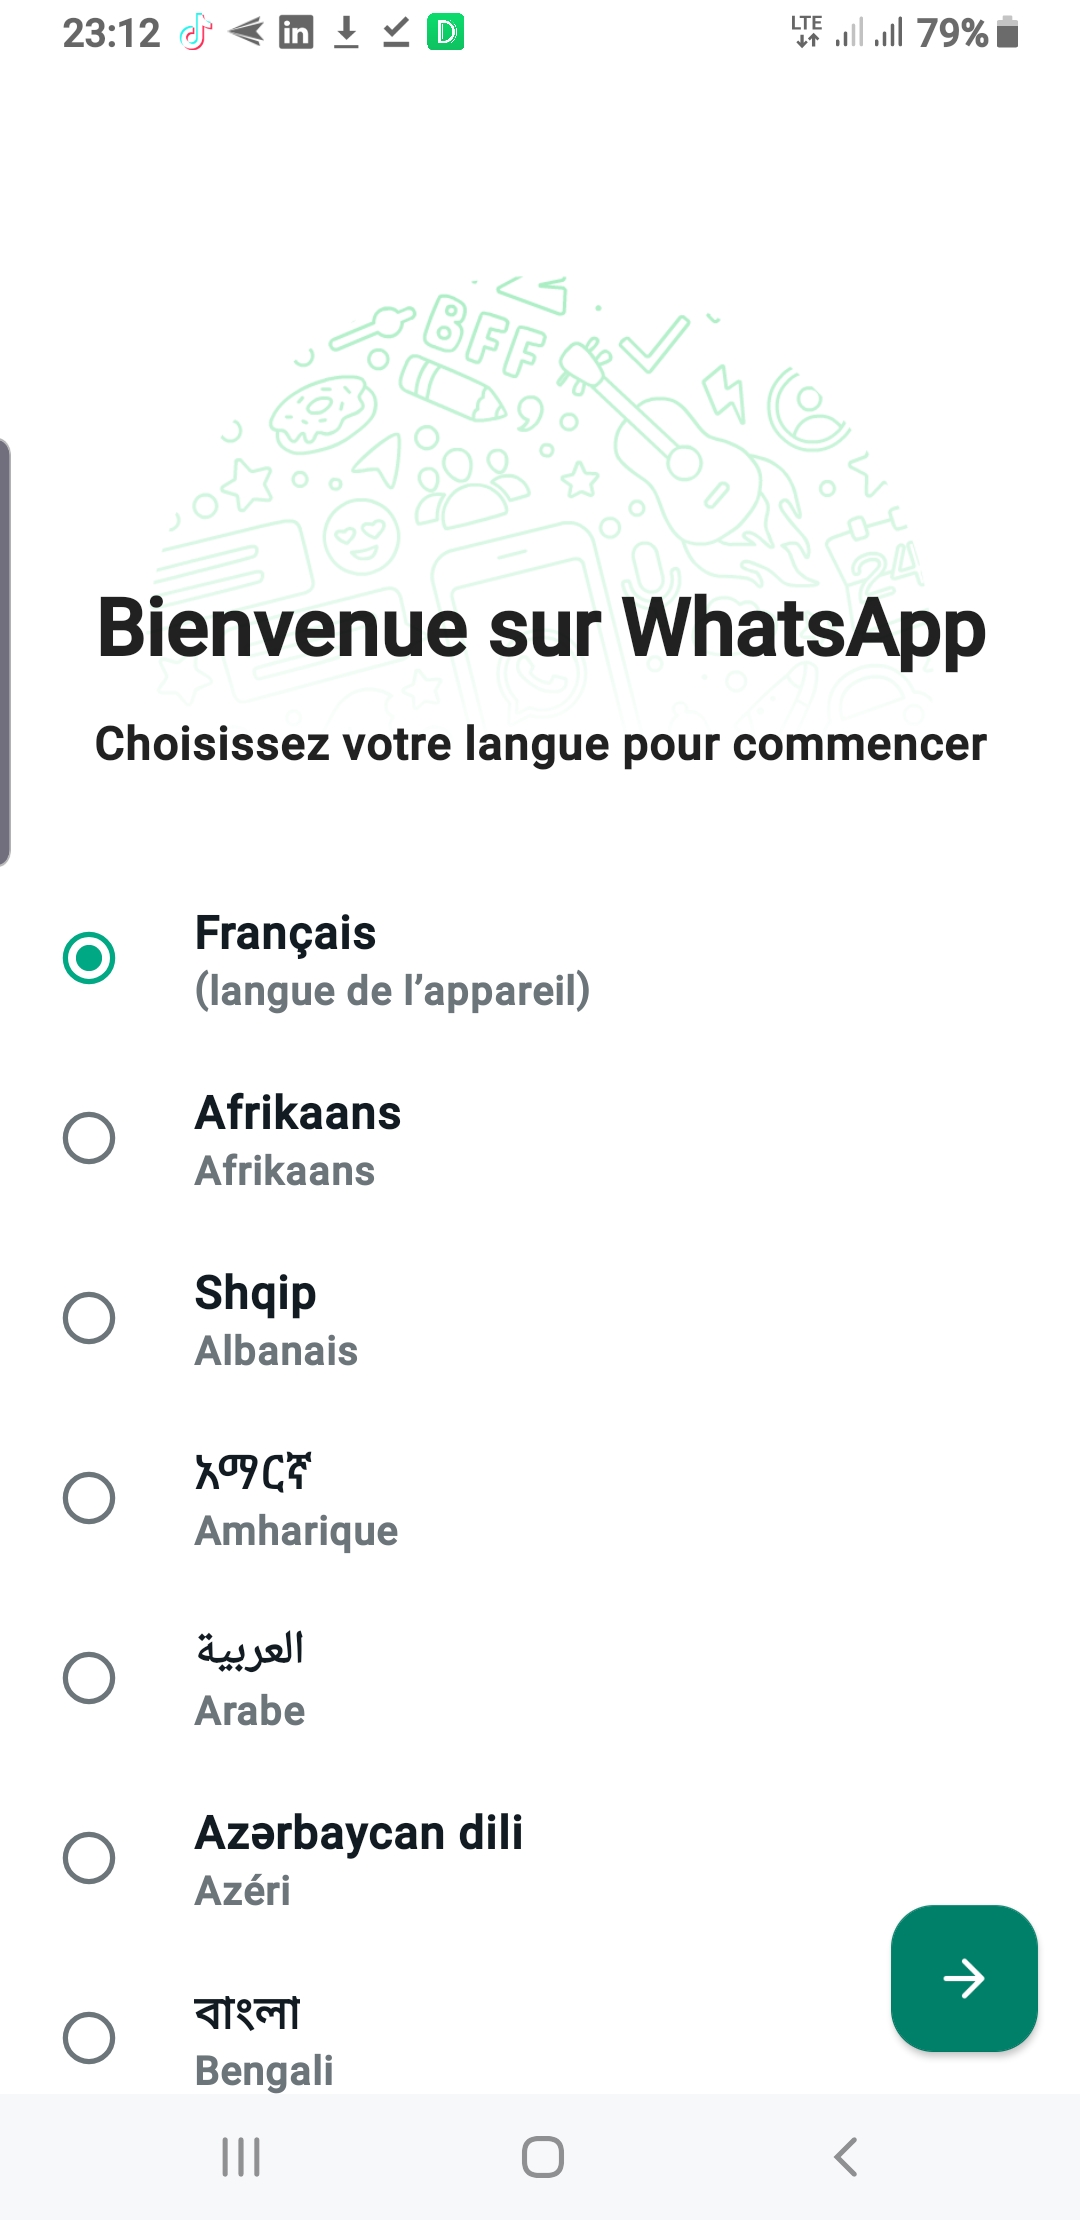 23:12 in D LTE 79%
BFF
24
Bienvenue sur WhatsApp
Choisissez votre langue pour commencer
Français
(langue de l’appareil)
Afrikaans
Afrikaans
Shqip
Albanais
አማርኛ
Amharique
العربية
Arabe
Azərbaycan dili
Azéri
বাংলা
Bengali